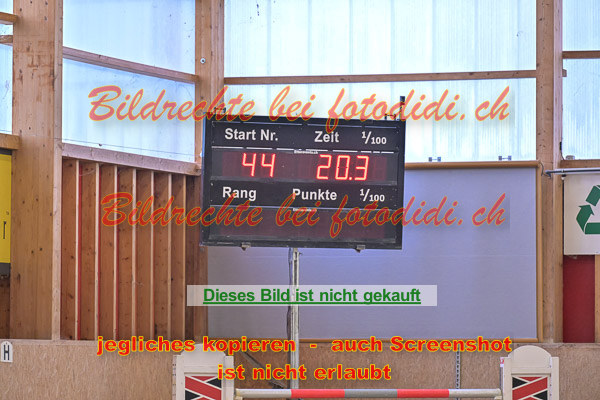 Bildrechte bei fotodidi.ch
Start Nr. Zeit 1/100
44 20.3
Rang Punkte 1/100
Bildrechte bei fotodidi.ch
Dieses Bild ist nicht gekauft
H
jegliches kopieren - auch Screenshot
ist nicht erlaubt